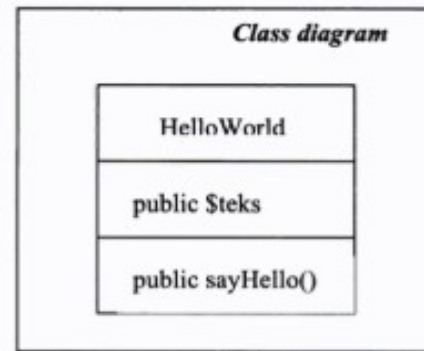 Class diagram
HelloWorld
public $teks
public sayHello()